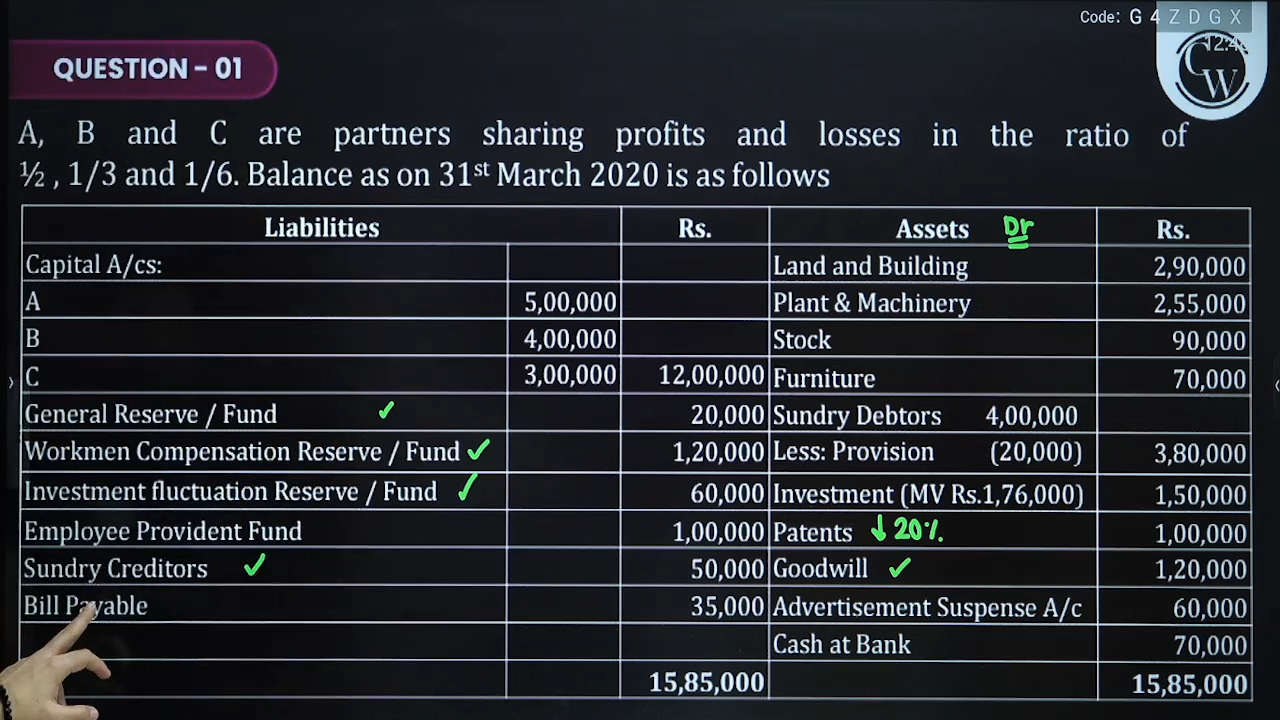 Code: G 4 Z D G X
QUESTION - 01
CW
A, B and C are partners sharing profits and losses in the ratio of
½ , 1/3 and 1/6. Balance as on 31st March 2020 is as follows
Liabilities Rs. Assets Dr Rs.
Capital A/cs: Land and Building 2,90,000
A 5,00,000 Plant & Machinery 2,55,000
B 4,00,000 Stock 90,000
C 3,00,000 12,00,000 Furniture 70,000
General Reserve / Fund ✓ 20,000 Sundry Debtors 4,00,000
Workmen Compensation Reserve / Fund ✓ 1,20,000 Less: Provision (20,000) 3,80,000
Investment fluctuation Reserve / Fund ✓ 60,000 Investment (MV Rs.1,76,000) 1,50,000
Employee Provident Fund 1,00,000 Patents ↓ 20% 1,00,000
Sundry Creditors ✓ 50,000 Goodwill ✓ 1,20,000
Bill Payable 35,000 Advertisement Suspense A/c 60,000
Cash at Bank 70,000
15,85,000 15,85,000